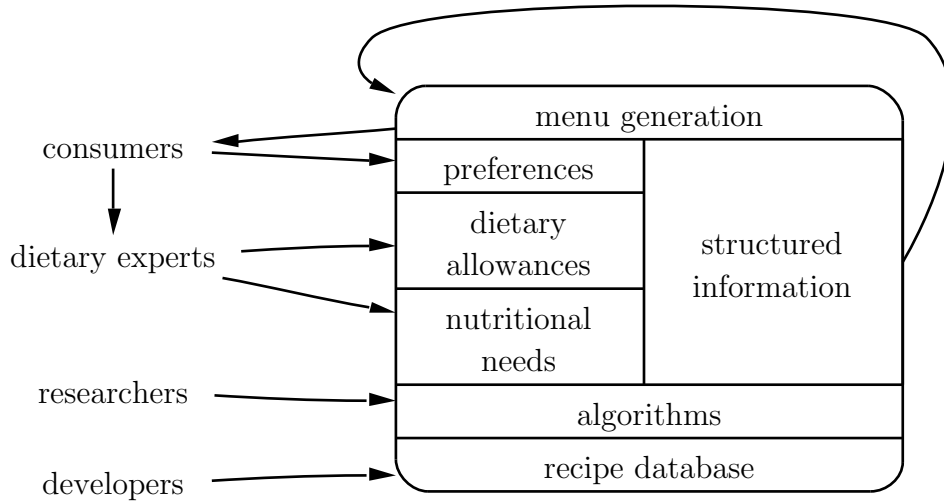 consumers
dietary experts
researchers
developers
menu generation
preferences
dietary
allowances
nutritional
needs
structured
information
algorithms
recipe database